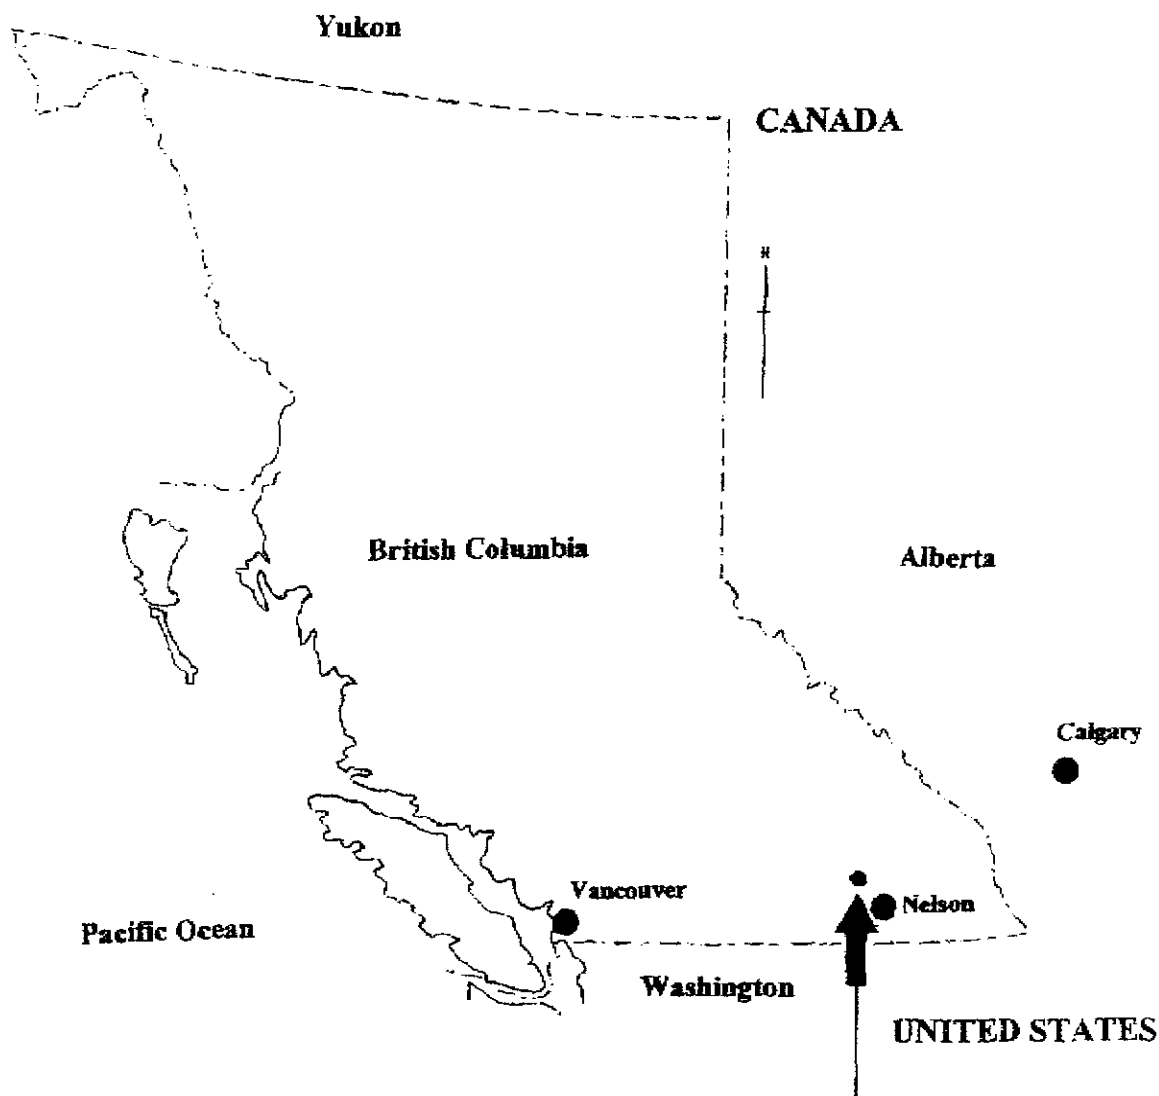 Yukon
CANADA
N
British Columbia
Alberta
Calgary
Vancouver
Nelson
Pacific Ocean
Washington
UNITED STATES